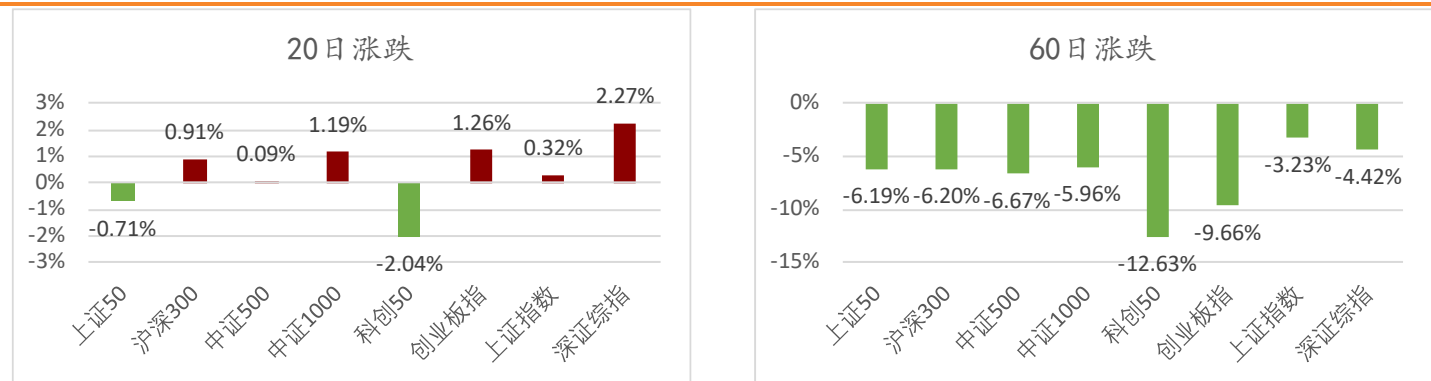 20日涨跌
3%
2%
1%
0%
-1%
-2%
-3%
-0.71%
0.91%
0.09%
1.19%
-2.04%
1.26%
0.32%
2.27%
上证50
沪深300
中证500
中证1000
科创50
创业板指
上证指数
深证综指
60日涨跌
0%
-5%
-10%
-15%
-6.19%
-6.20%
-6.67%
-5.96%
-12.63%
-9.66%
-3.23%
-4.42%
上证50
沪深300
中证500
中证1000
科创50
创业板指
上证指数
深证综指